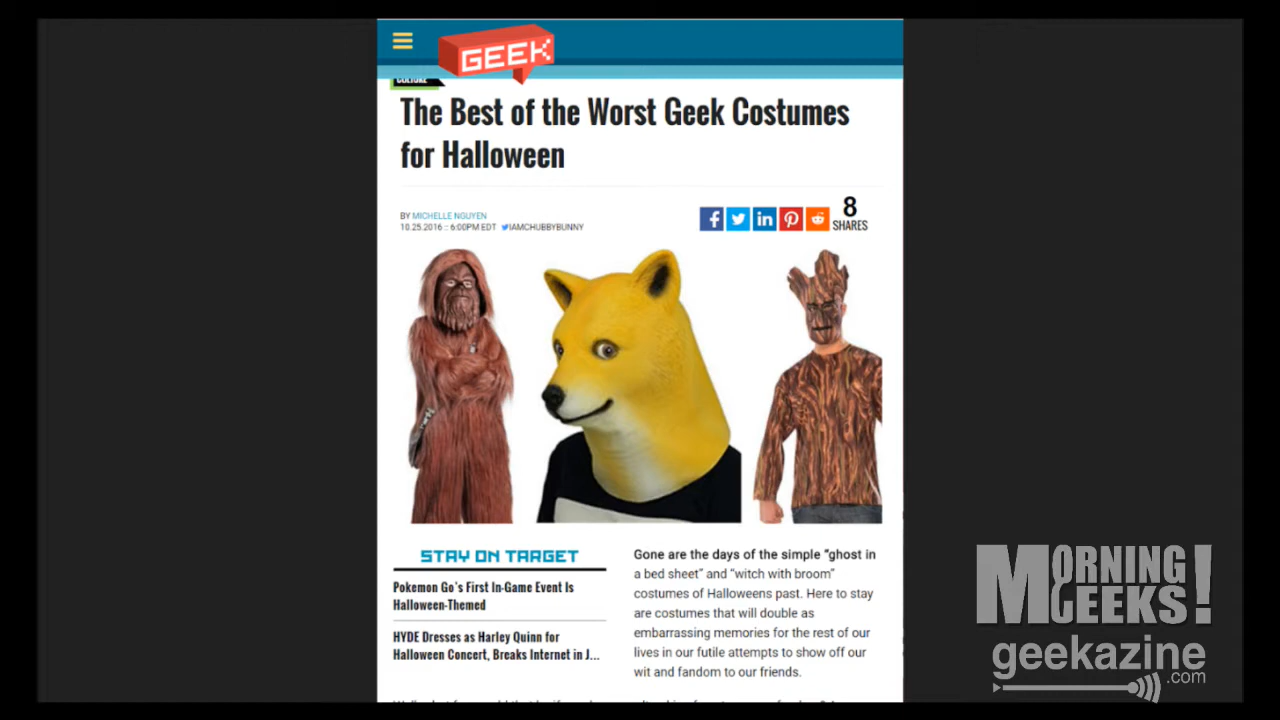 GEEK
CULTURE
The Best of the Worst Geek Costumes
for Halloween
BY MICHELLE NGUYEN
10.25.2016 :: 6:00PM EDT IAMCHUBBYBUNNY
8
SHARES
STAY ON TARGET
Pokemon Go's First In-Game Event Is
Halloween-Themed
HYDE Dresses as Harley Quinn for
Halloween Concert, Breaks Internet in J...
Gone are the days of the simple “ghost in
a bed sheet” and “witch with broom”
costumes of Halloweens past. Here to stay
are costumes that will double as
embarrassing memories for the rest of our
lives in our futile attempts to show off our
wit and fandom to our friends.
MORNING
GEEKS!
geekazine
.com